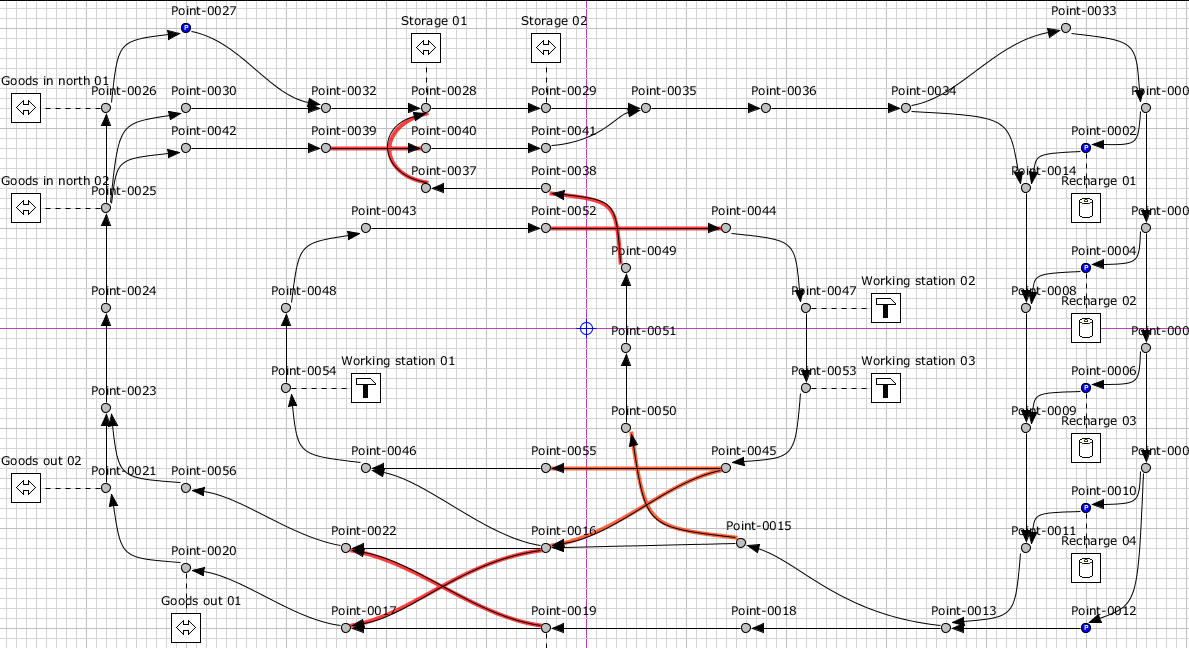 Point-0027
Point-0033
Storage 01
Storage 02
Goods in north 01
Point-0026
Point-0030
Point-0032
Point-0028
Point-0029
Point-0035
Point-0036
Point-0034
Point-000
Point-0042
Point-0039
Point-0040
Point-0041
Point-0002
P
Point-0037
Point-0038
Point-0014
Goods in north 02
Point-0025
Recharge 01
Point-0043
Point-0052
Point-0044
Point-000
Point-0049
Point-0004
P
Point-0024
Point-0048
Point-0047
Working station 02
Point-0008
Recharge 02
Point-0051
Point-000
Working station 01
Point-0054
Point-0053
Working station 03
Point-0006
P
Point-0023
Point-0050
Point-0009
Recharge 03
Point-0046
Point-0055
Point-0045
Point-000
Goods out 02
Point-0021
Point-0056
Point-0010
P
Point-0022
Point-0016
Point-0015
Point-0011
Recharge 04
Point-0020
Goods out 01
Point-0017
Point-0019
Point-0018
Point-0013
Point-0012
P